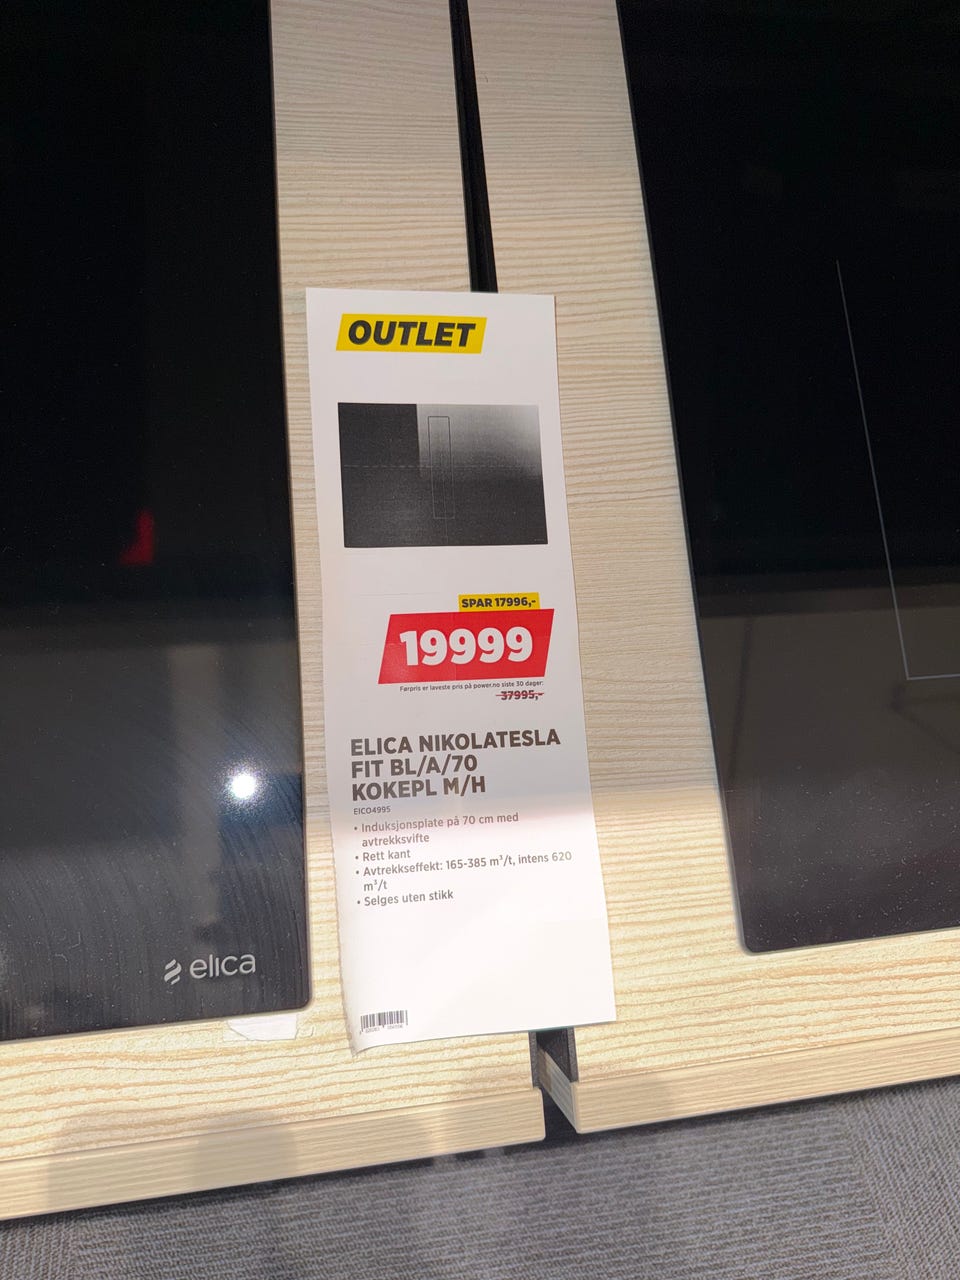 OUTLET
SPAR 17996,-
19999
Førpris er laveste pris på power.no siste 30 dager:
37995,-
ELICA NIKOLATESLA
FIT BL/A/70
KOKEPL M/H
EICO4995
• Induksjonsplate på 70 cm med
avtrekksvifte
• Rett kant
• Avtrekkseffekt: 165-385 m³/t, intens 620
m³/t
• Selges uten stikk
elica